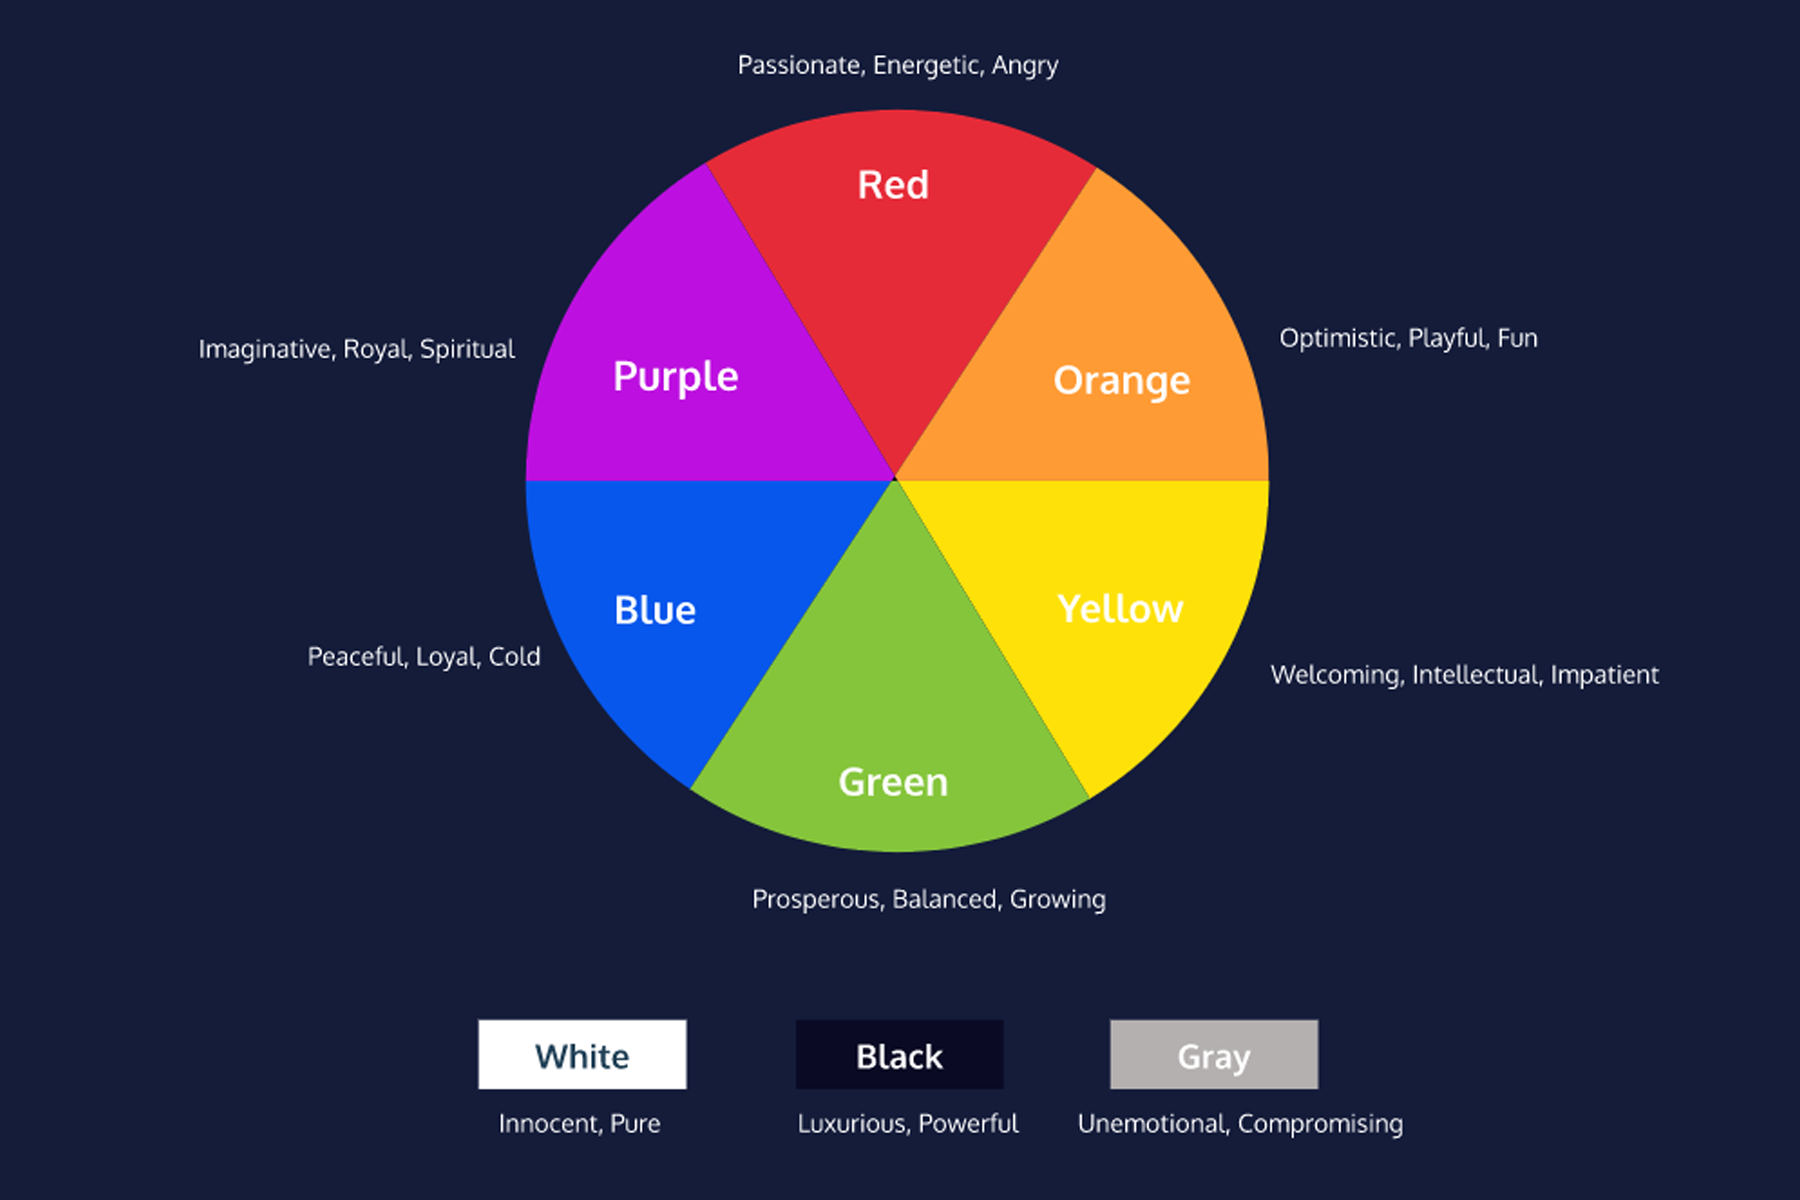 Passionate, Energetic, Angry
Red
Optimistic, Playful, Fun
Imaginative, Royal, Spiritual
Purple
Orange
Blue
Yellow
Peaceful, Loyal, Cold
Welcoming, Intellectual, Impatient
Green
Prosperous, Balanced, Growing
White
Black
Gray
Innocent, Pure
Luxurious, Powerful
Unemotional, Compromising